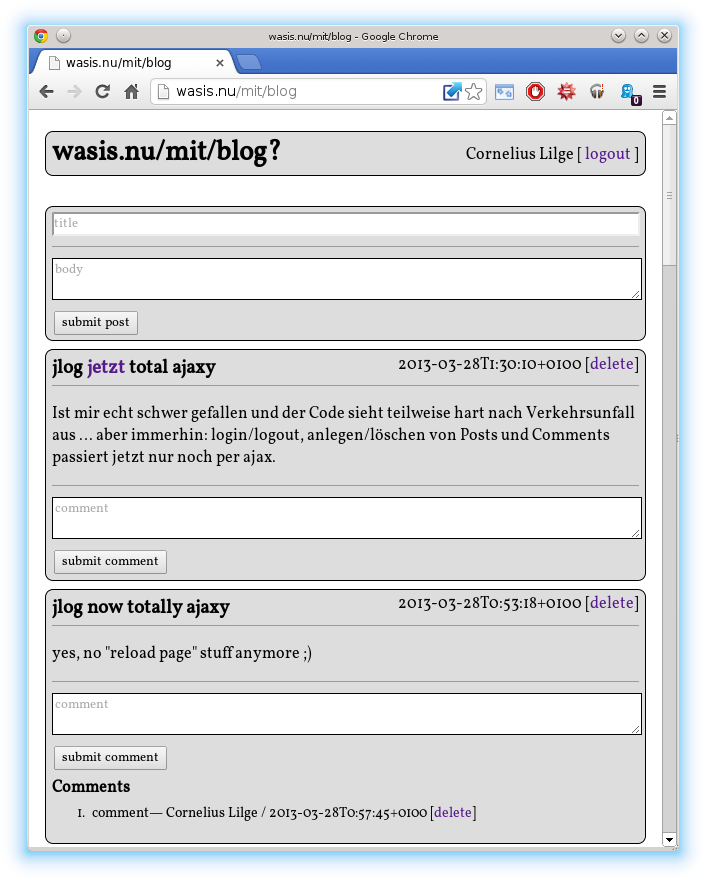 wasis.nu/mit/blog - Google Chrome
wasis.nu/mit/blog
wasis.nu/mit/blog
0
wasis.nu/mit/blog?
Cornelius Lilge [ logout ]
title
body
submit post
jlog jetzt total ajaxy
2013-03-28T1:30:10+0100 [delete]
Ist mir echt schwer gefallen und der Code sieht teilweise hart nach Verkehrsunfall
aus ... aber immerhin: login/logout, anlegen/löschen von Posts und Comments
passiert jetzt nur noch per ajax.
comment
submit comment
jlog now totally ajaxy
2013-03-28T0:53:18+0100 [delete]
yes, no "reload page" stuff anymore ;)
comment
submit comment
Comments
1. comment— Cornelius Lilge / 2013-03-28T0:57:45+0100 [delete]